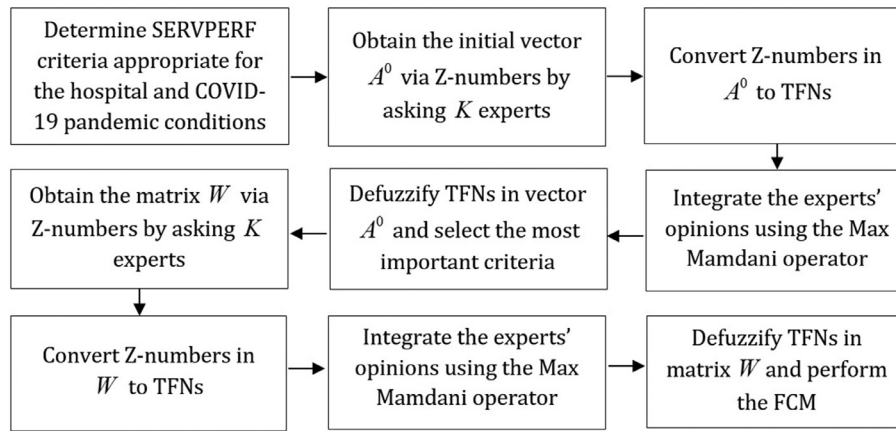 Determine SERVPERF
criteria appropriate for
the hospital and COVID-
19 pandemic conditions
Obtain the initial vector
A⁰ via Z-numbers by
asking K experts
Convert Z-numbers in
A⁰ to TFNs
Integrate the experts'
opinions using the Max
Mamdani operator
Defuzzify TFNs in vector
A⁰ and select the most
important criteria
Obtain the matrix W via
Z-numbers by asking K
experts
Convert Z-numbers in
W to TFNs
Integrate the experts'
opinions using the Max
Mamdani operator
Defuzzify TFNs in
matrix W and perform
the FCM